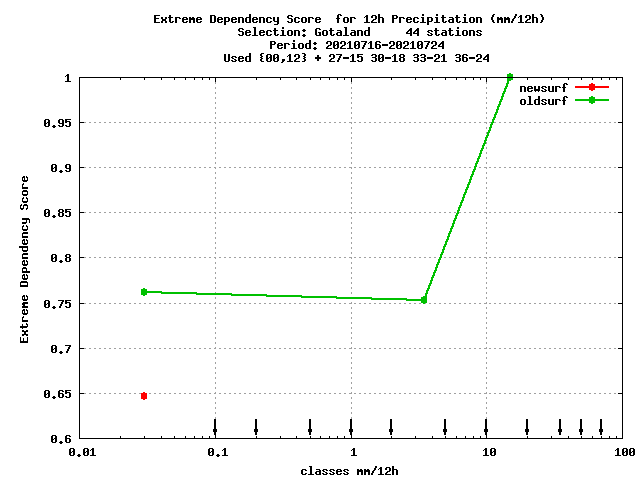 Extreme Dependency Score  for 12h Precipitation (mm/12h)
Selection: Gotaland     44 stations
Period: 20210716-20210724
Used {00,12} + 27-15 30-18 33-21 36-24
newsurf
oldsurf
Extreme Dependency Score
1
0.95
0.9
0.85
0.8
0.75
0.7
0.65
0.6
0.01 0.1 1 10 100
classes mm/12h